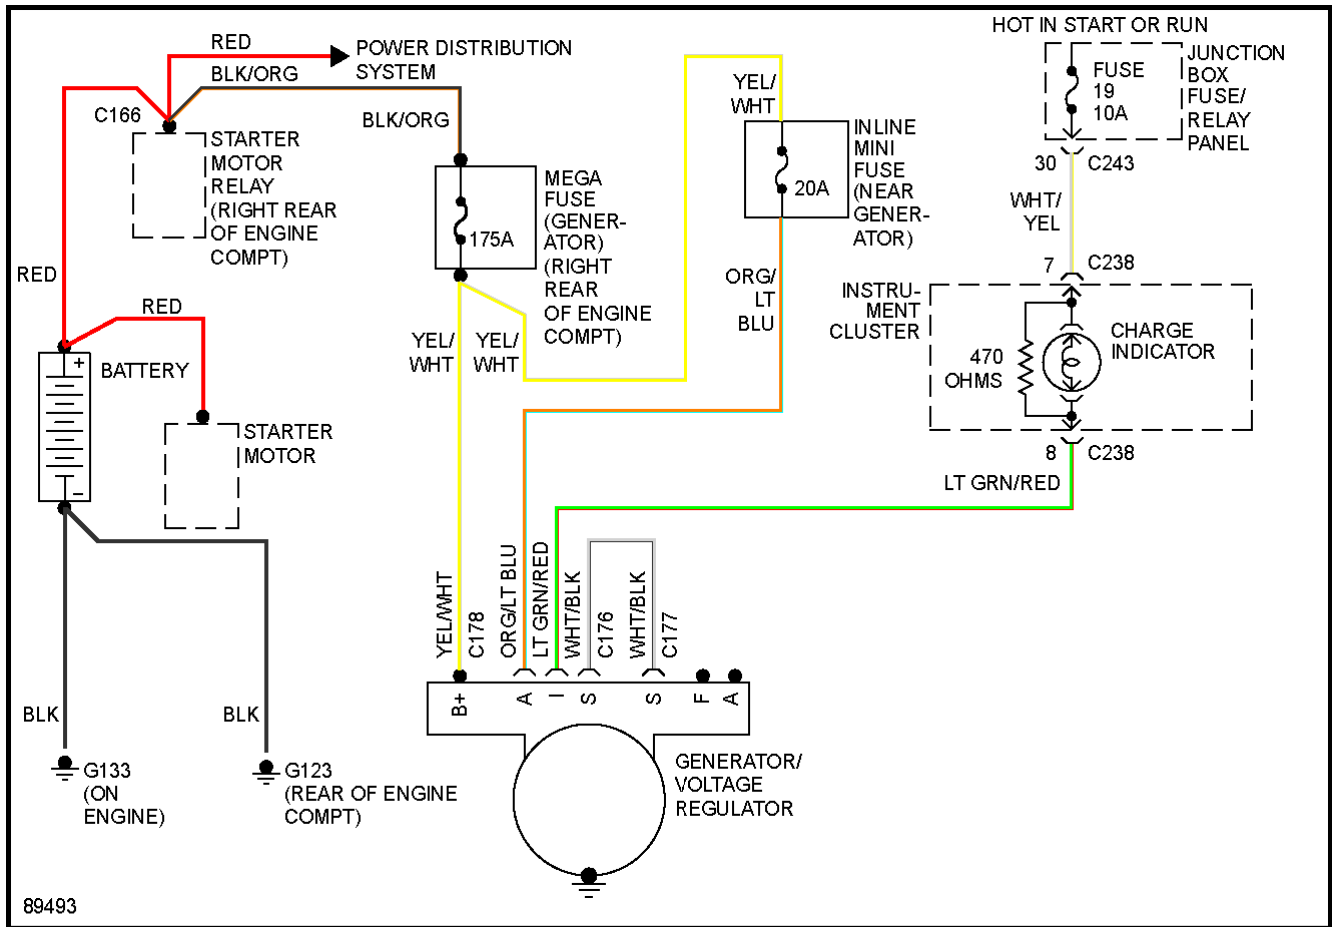 HOT IN START OR RUN
RED
POWER DISTRIBUTION
SYSTEM
BLK/ORG
C166
BLK/ORG
STARTER
MOTOR
RELAY
(RIGHT REAR
OF ENGINE
COMPT)
MEGA
FUSE
(GENER-
ATOR)
(RIGHT
REAR
OF ENGINE
COMPT)
175A
YEL/
WHT
INLINE
MINI
FUSE
(NEAR
GENER-
ATOR)
20A
FUSE
19
10A
JUNCTION
BOX
FUSE/
RELAY
PANEL
30
C243
WHT/
YEL
7
C238
RED
RED
BATTERY
+
–
STARTER
MOTOR
YEL/
WHT
YEL/
WHT
ORG/
LT
BLU
INSTRU-
MENT
CLUSTER
470
OHMS
CHARGE
INDICATOR
8
C238
LT GRN/RED
YEL/WHT
C178
ORG/LT BLU
LT GRN/RED
WHT/BLK
C176
WHT/BLK
C177
B+
A
I
S
S
F
A
BLK
BLK
G133
(ON
ENGINE)
G123
(REAR OF ENGINE
COMPT)
GENERATOR/
VOLTAGE
REGULATOR
89493